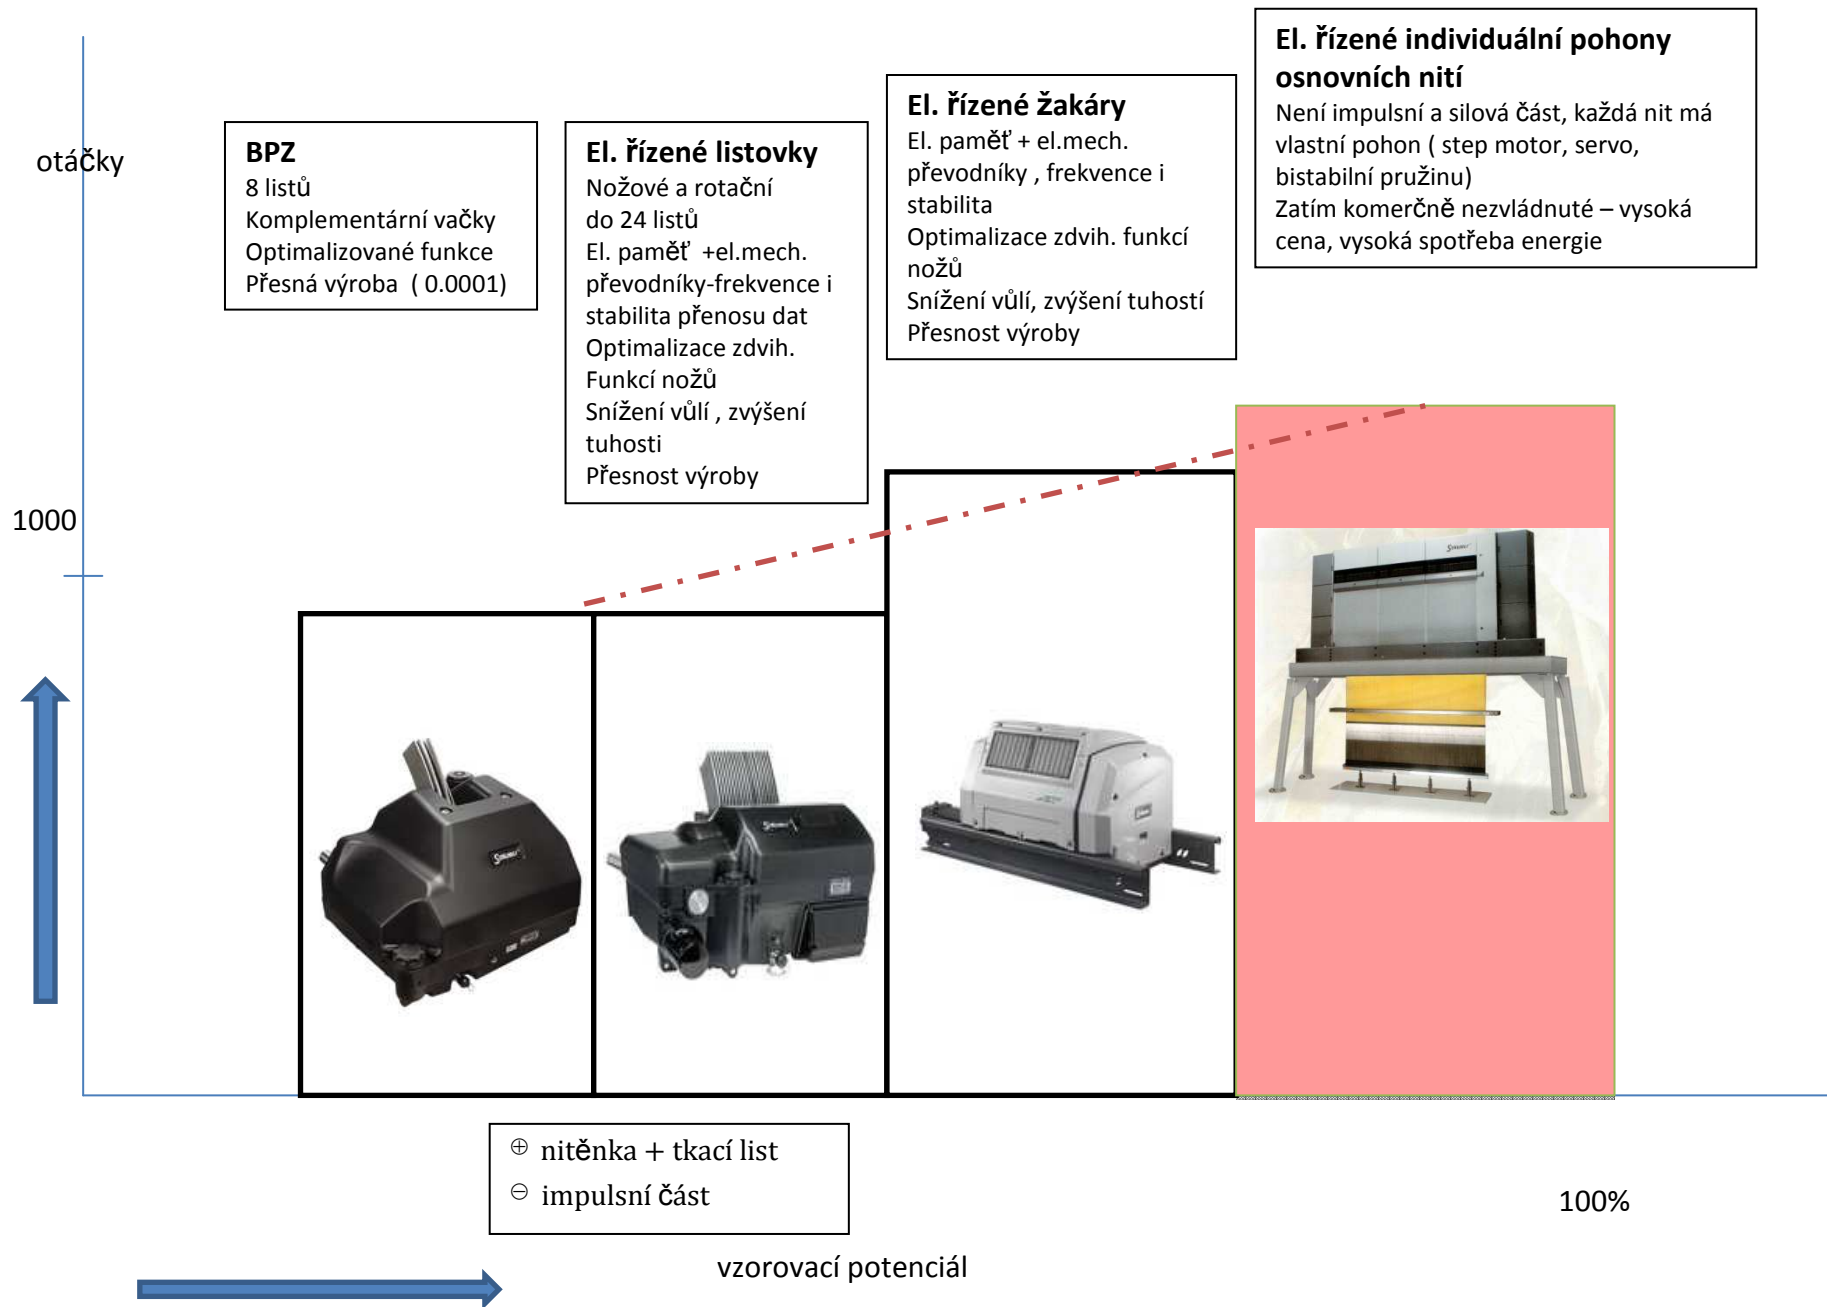 otáčky
1000
BPZ
8 listů
Komplementární vačky
Optimalizované funkce
Přesná výroba ( 0.0001)
El. řízené listovky
Nožové a rotační
do 24 listů
El. paměť +el.mech.
převodníky-frekvence i
stabilita přenosu dat
Optimalizace zdvih.
Funkcí nožů
Snížení vůlí , zvýšení
tuhosti
Přesnost výroby
El. řízené žakáry
El. paměť + el.mech.
převodníky , frekvence i
stabilita
Optimalizace zdvih. funkcí
nožů
Snížení vůlí, zvýšení tuhostí
Přesnost výroby
El. řízené individuální pohony
osnovních nití
Není impulsní a silová část, každá nit má
vlastní pohon ( step motor, servo,
bistabilní pružinu)
Zatím komerčně nezvládnuté – vysoká
cena, vysoká spotřeba energie
⊕ nitěnka + tkací list
⊖ impulsní část
100%
vzorovací potenciál